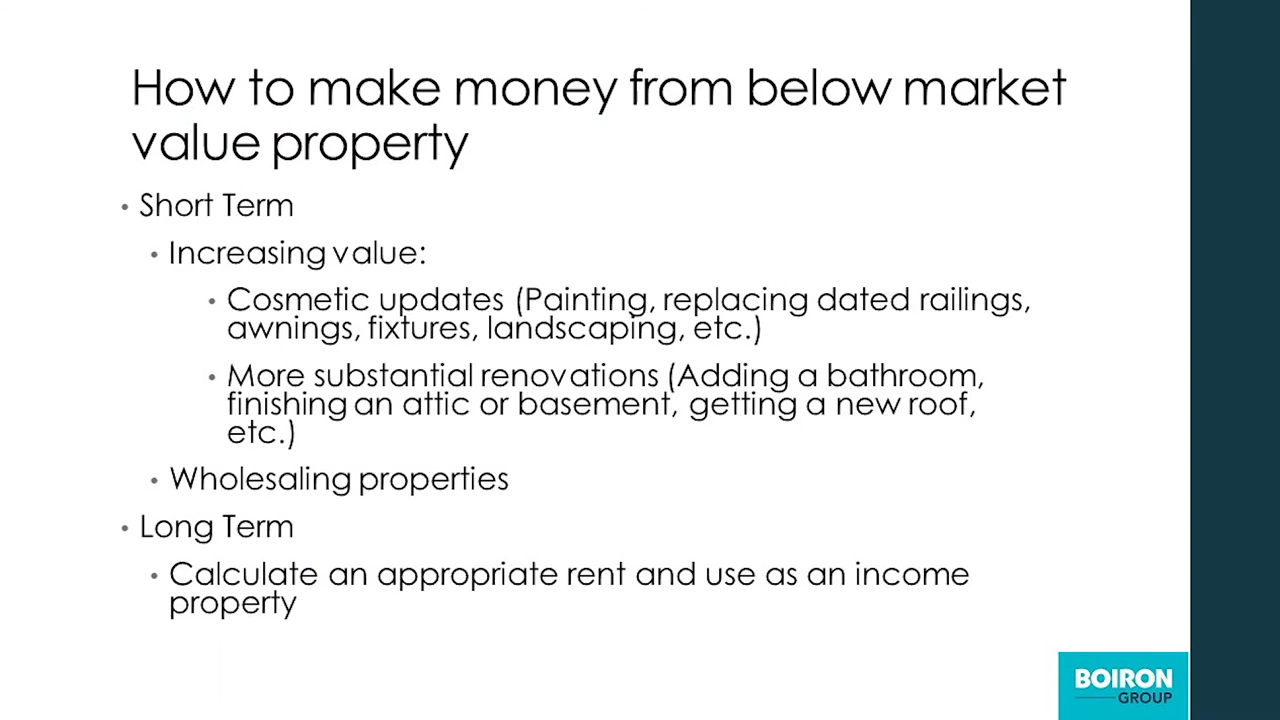 How to make money from below market
value property
• Short Term
• Increasing value:
• Cosmetic updates (Painting, replacing dated railings,
awnings, fixtures, landscaping, etc.)
• More substantial renovations (Adding a bathroom,
finishing an attic or basement, getting a new roof,
etc.)
• Wholesaling properties
• Long Term
• Calculate an appropriate rent and use as an income
property
BOIRON
GROUP